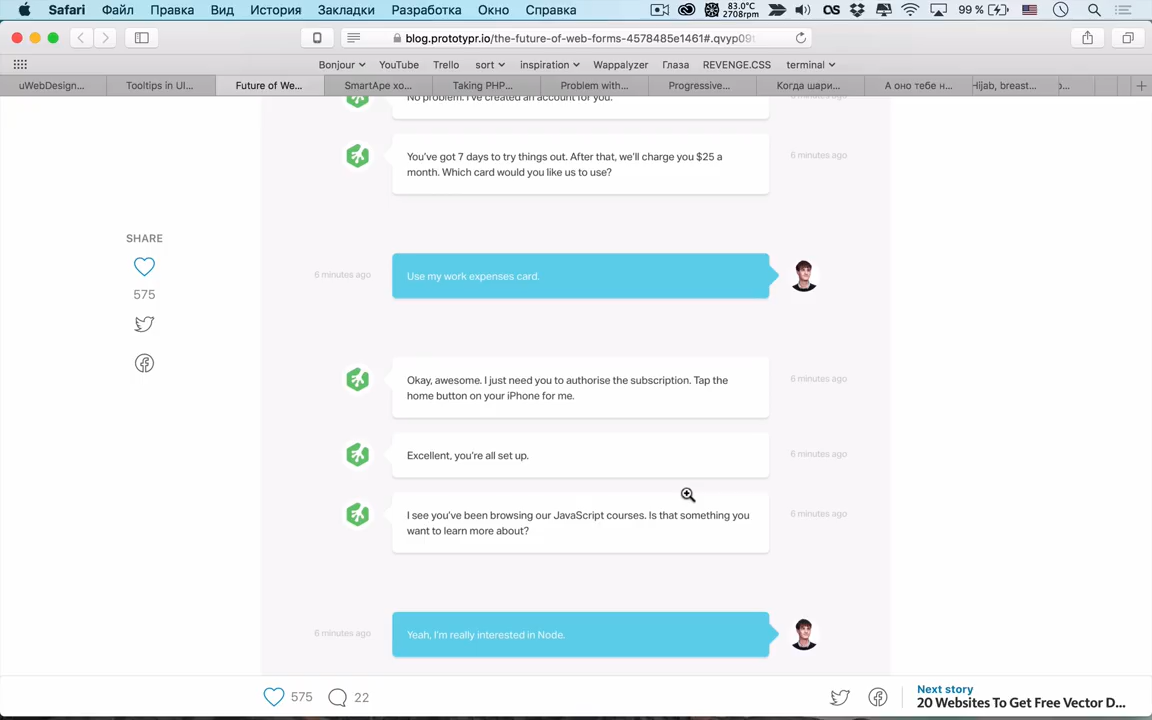 Safari Файл Правка Вид История Закладки Разработка Окно Справка 83.0°C 2708rpm 99 %
blog.prototypr.io/the-future-of-web-forms-4578485e1461#.qvyp09t
Bonjour YouTube Trello sort inspiration Wappalyzer Глаза REVENGE.CSS terminal
uWebDesign... Tooltips in UI... Future of We... SmartApe хо... Taking PHP... Problem with... Progressive... Когда шари... А оно тебе н... Hijab, breast...
No problem. I've created an account for you.
You've got 7 days to try things out. After that, we'll charge you $25 a
month. Which card would you like us to use?
6 minutes ago
SHARE
575
6 minutes ago
Use my work expenses card.
Okay, awesome. I just need you to authorise the subscription. Tap the
home button on your iPhone for me.
6 minutes ago
Excellent, you're all set up.
6 minutes ago
I see you've been browsing our JavaScript courses. Is that something you
want to learn more about?
6 minutes ago
6 minutes ago
Yeah, I'm really interested in Node.
575 22
Next story
20 Websites To Get Free Vector D...